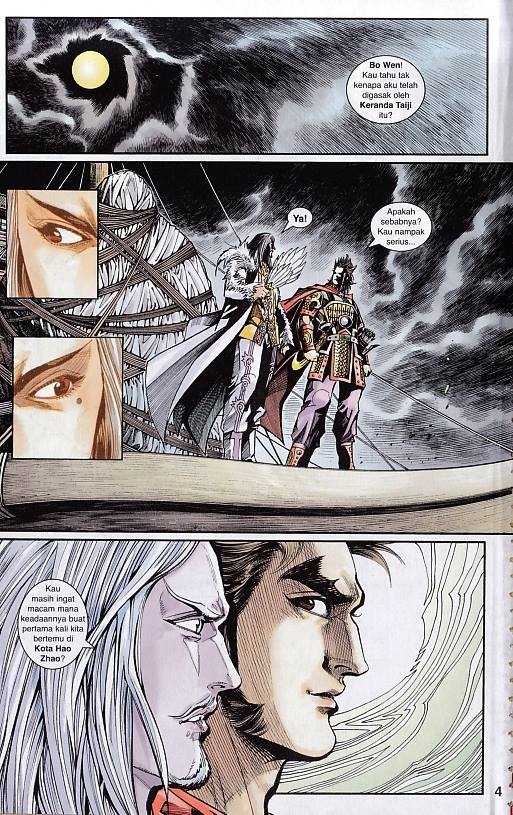 Bo Wen!
Kau tahu tak
kenapa aku telah
digasak oleh
Keranda Taiji
itu?
Ya!
Apakah
sebabnya?
Kau nampak
serius...
Kau
masih ingat
macam mana
keadaannya buat
pertama kali kita
bertemu di
Kota Hao
Zhao?
4